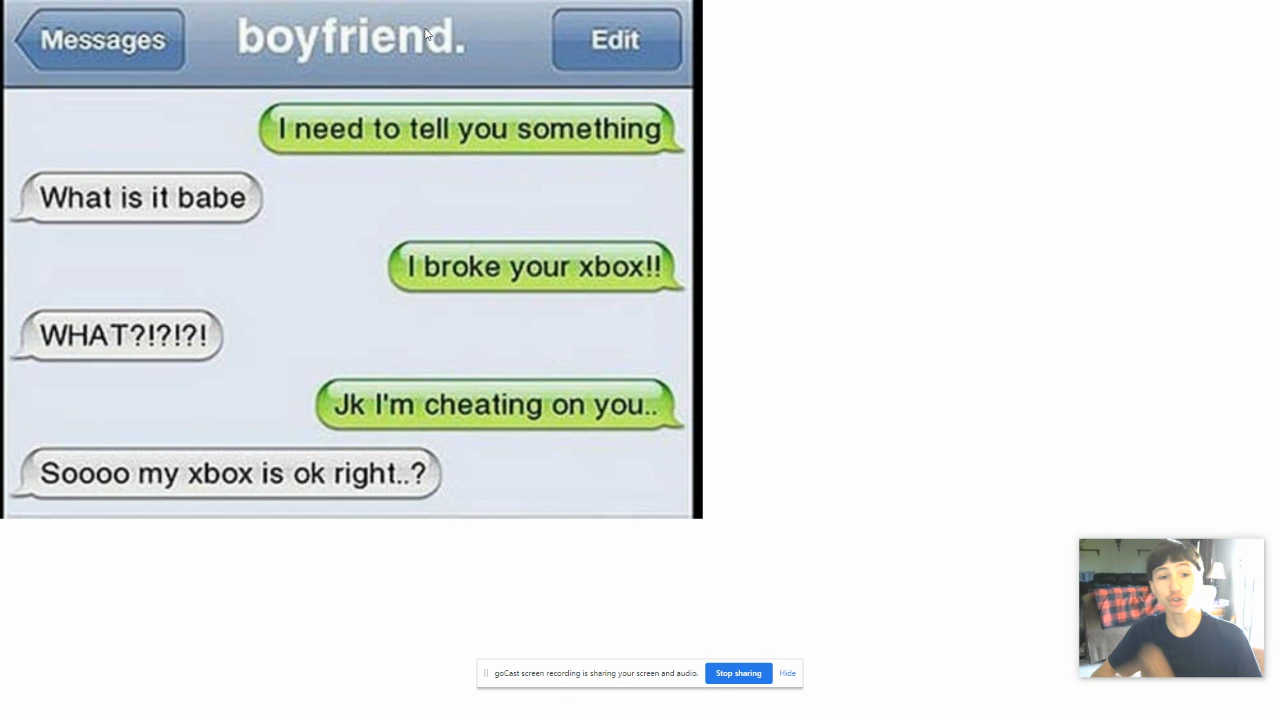 Messages boyfriend. Edit
I need to tell you something
What is it babe
I broke your xbox!!
WHAT?!?!?!
Jk I'm cheating on you..
Soooo my xbox is ok right..?
goCast screen recording is sharing your screen and audio. Stop sharing Hide